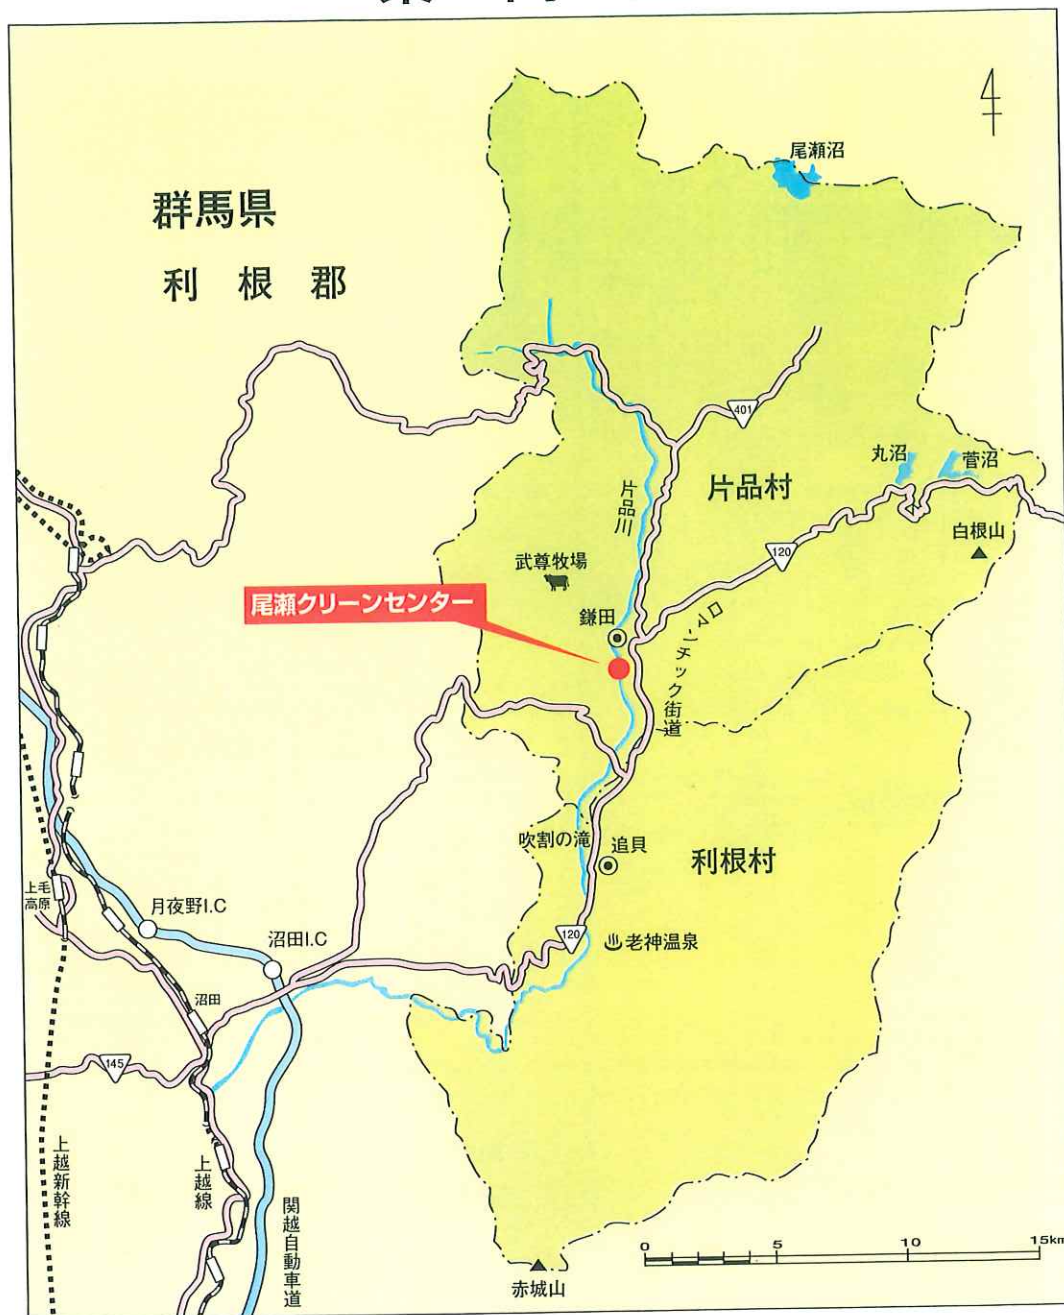 群馬県
利根郡
尾瀬沼
401
片品村
丸沼
菅沼
片品川
120
白根山
武尊牧場
尾瀬クリーンセンター
鎌田
ロマンチック街道
吹割の滝
追貝
利根村
上毛
高原
月夜野I.C
沼田I.C
120
老神温泉
沼田
145
上越新幹線
上越線
関越自動車道
0 5 10 15km
赤城山